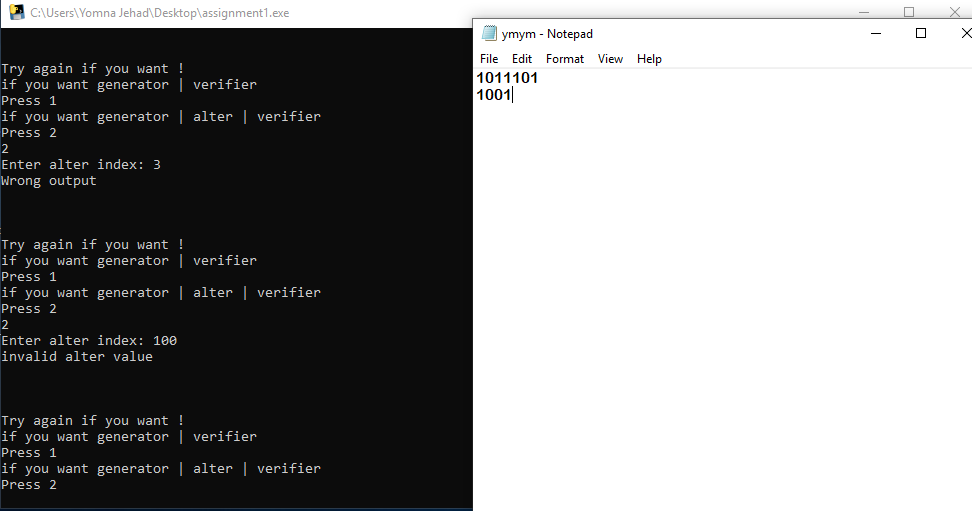 C:\Users\Yomna Jehad\Desktop\assignment1.exe
Try again if you want !
if you want generator | verifier
Press 1
if you want generator | alter | verifier
Press 2
2
Enter alter index: 3
Wrong output
Try again if you want !
if you want generator | verifier
Press 1
if you want generator | alter | verifier
Press 2
2
Enter alter index: 100
invalid alter value
Try again if you want !
if you want generator | verifier
Press 1
if you want generator | alter | verifier
Press 2
ymym - Notepad
File Edit Format View Help
1011101
1001